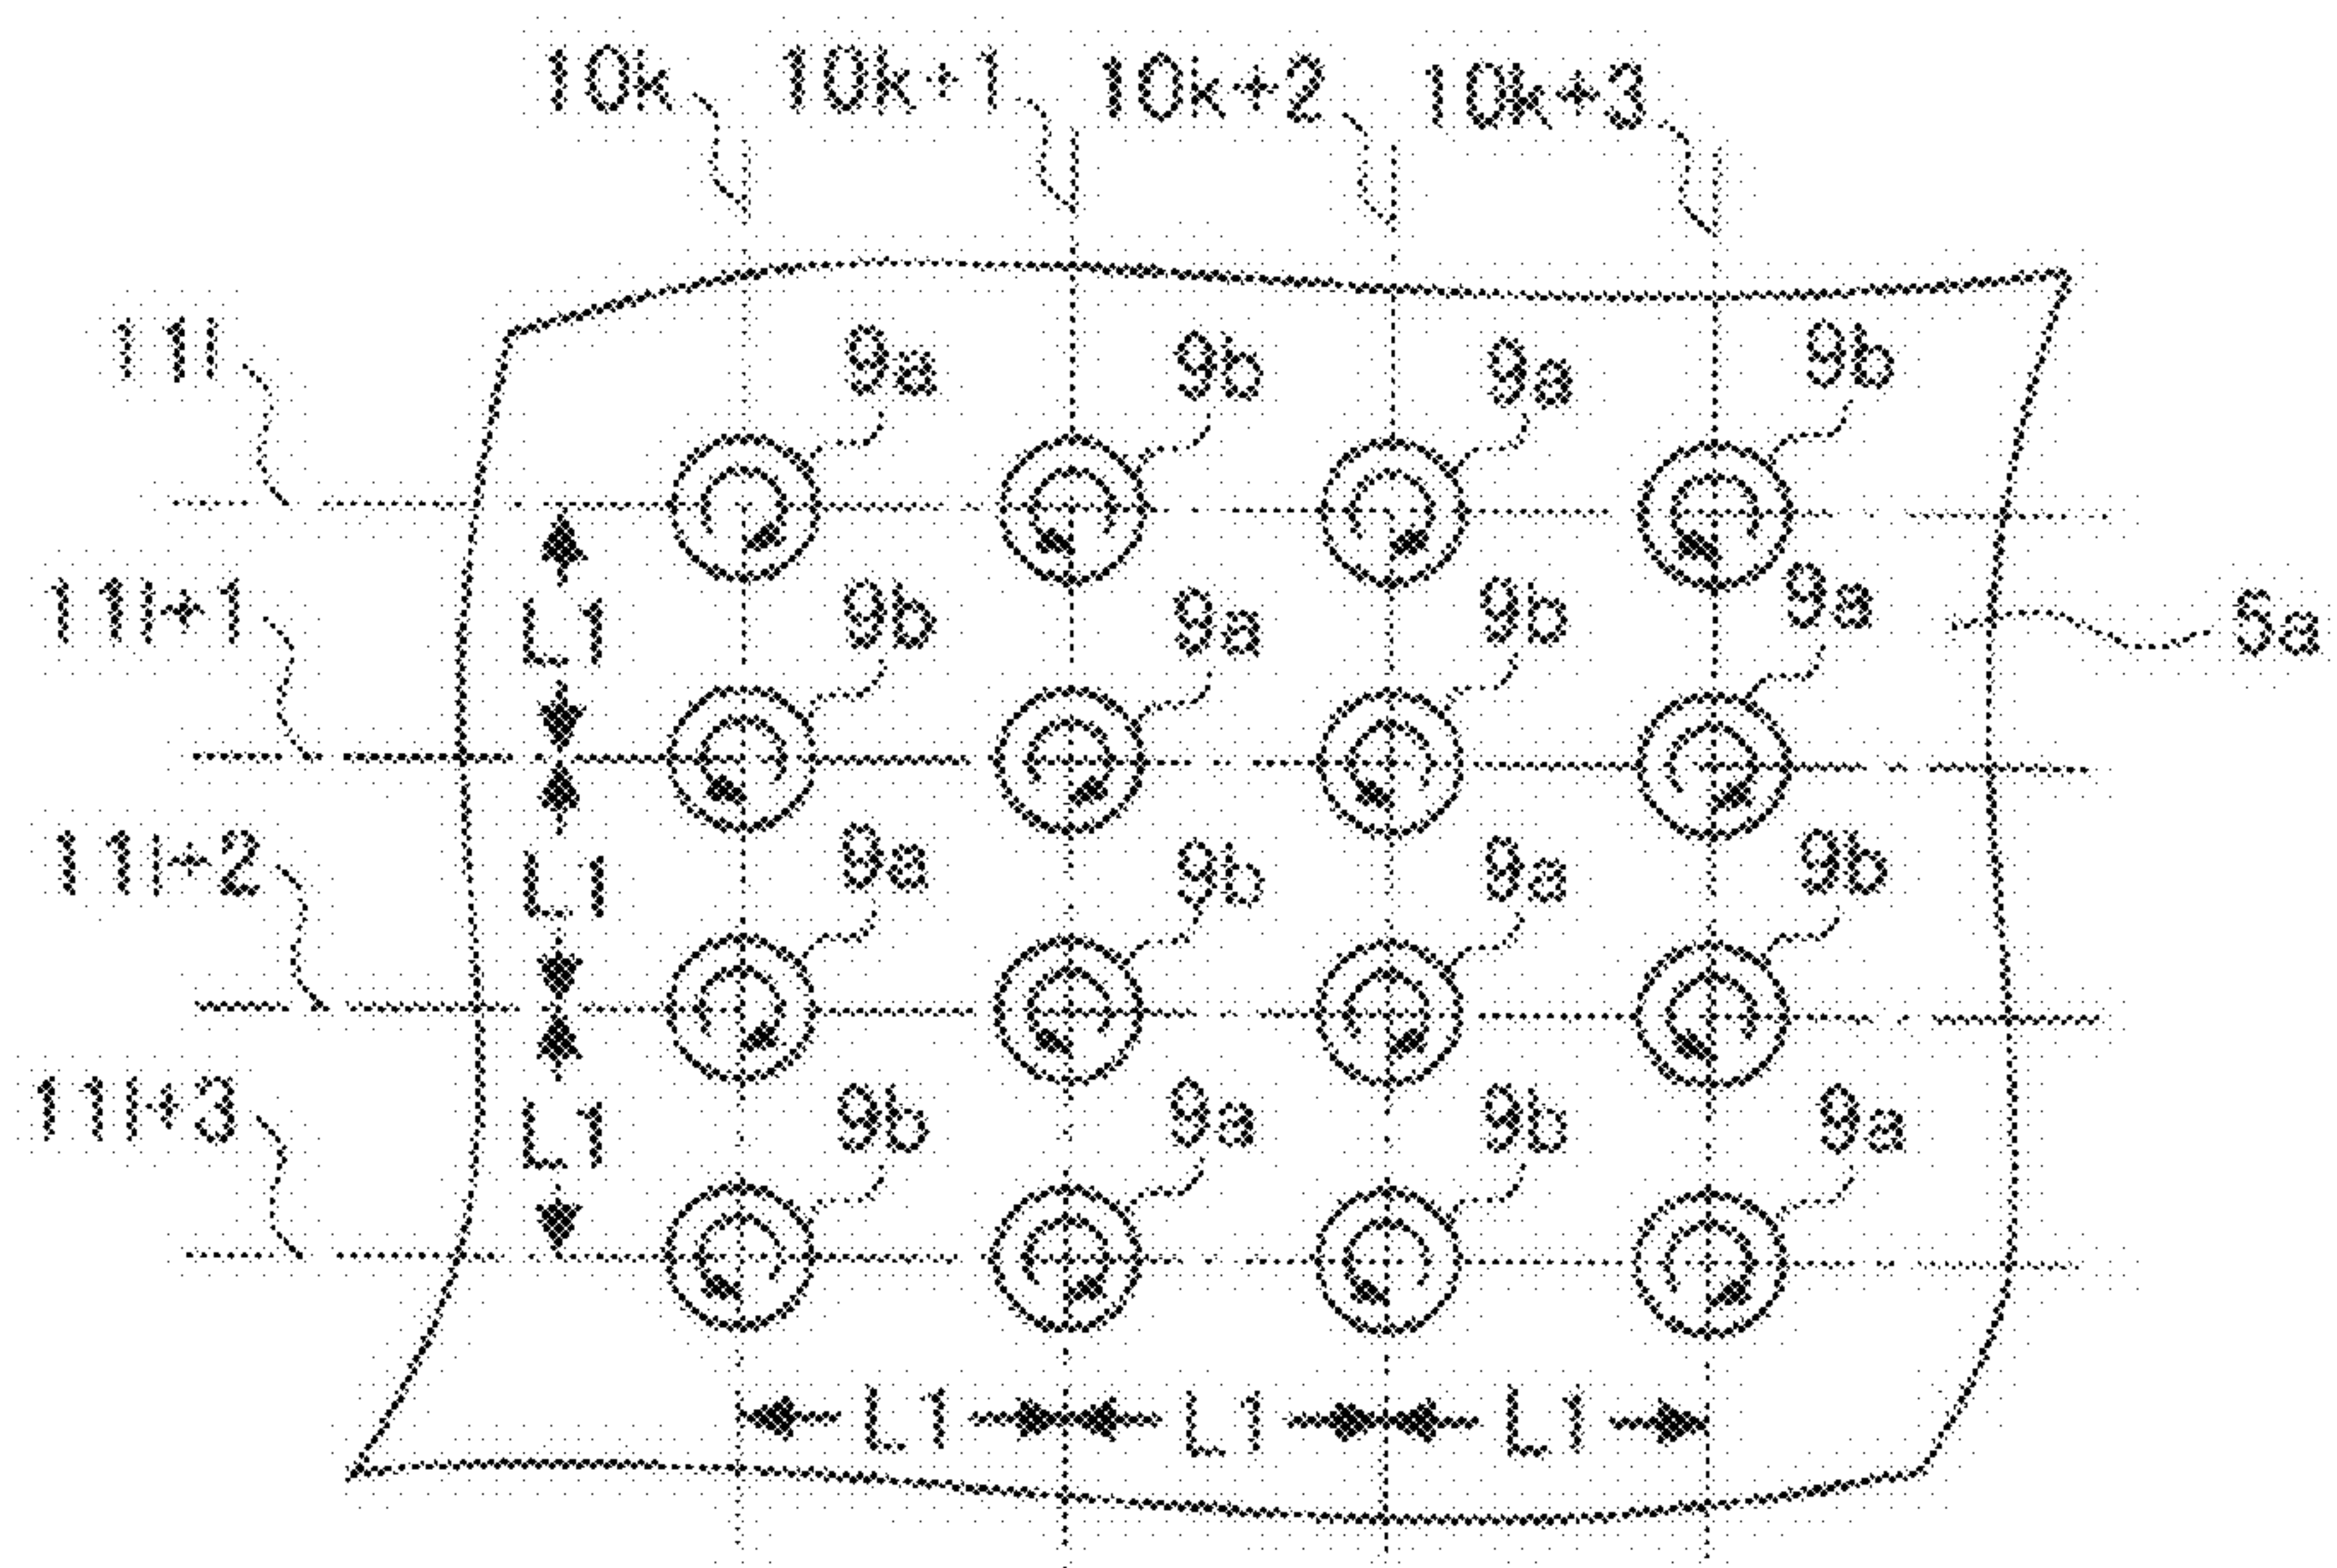 10k 10k+1 10k+2 10k+3
11l 9a 9b 9a 9b
11l+1 L1 9b 9a 9b 9a 5a
11l+2 L1 9a 9b 9a 9b
11l+3 L1 9b 9a 9b 9a
L1 L1 L1